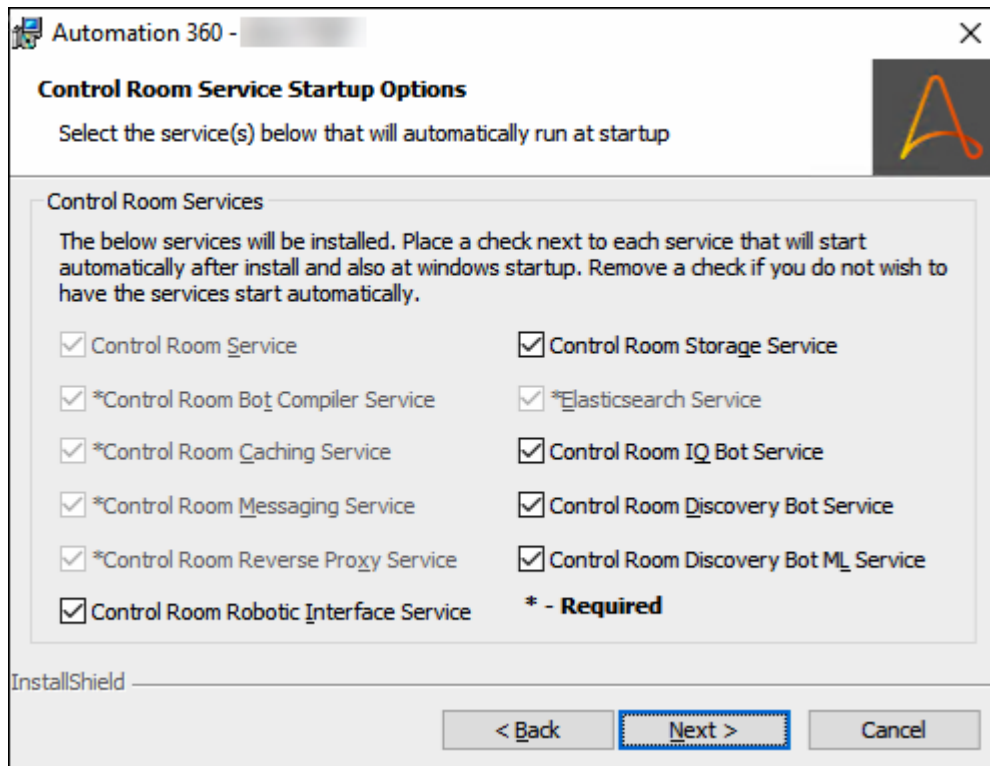 Automation 360 -
Control Room Service Startup Options
Select the service(s) below that will automatically run at startup
Control Room Services
The below services will be installed. Place a check next to each service that will start
automatically after install and also at windows startup. Remove a check if you do not wish to
have the services start automatically.
Control Room Service
*Control Room Bot Compiler Service
*Control Room Caching Service
*Control Room Messaging Service
*Control Room Reverse Proxy Service
Control Room Robotic Interface Service
Control Room Storage Service
*Elasticsearch Service
Control Room IQ Bot Service
Control Room Discovery Bot Service
Control Room Discovery Bot ML Service
* - Required
InstallShield
< Back
Next >
Cancel